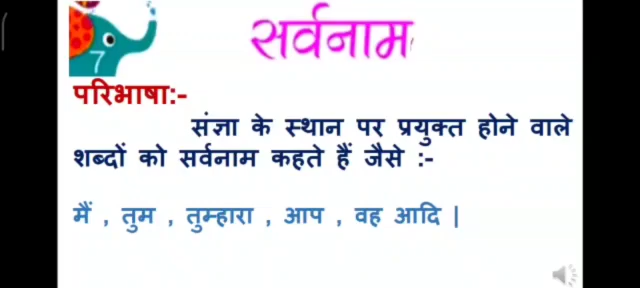 सर्वनाम
परिभाषा:-
संज्ञा के स्थान पर प्रयुक्त होने वाले
शब्दों को सर्वनाम कहते हैं जैसे :-
मैं , तुम , तुम्हारा , आप , वह आदि |